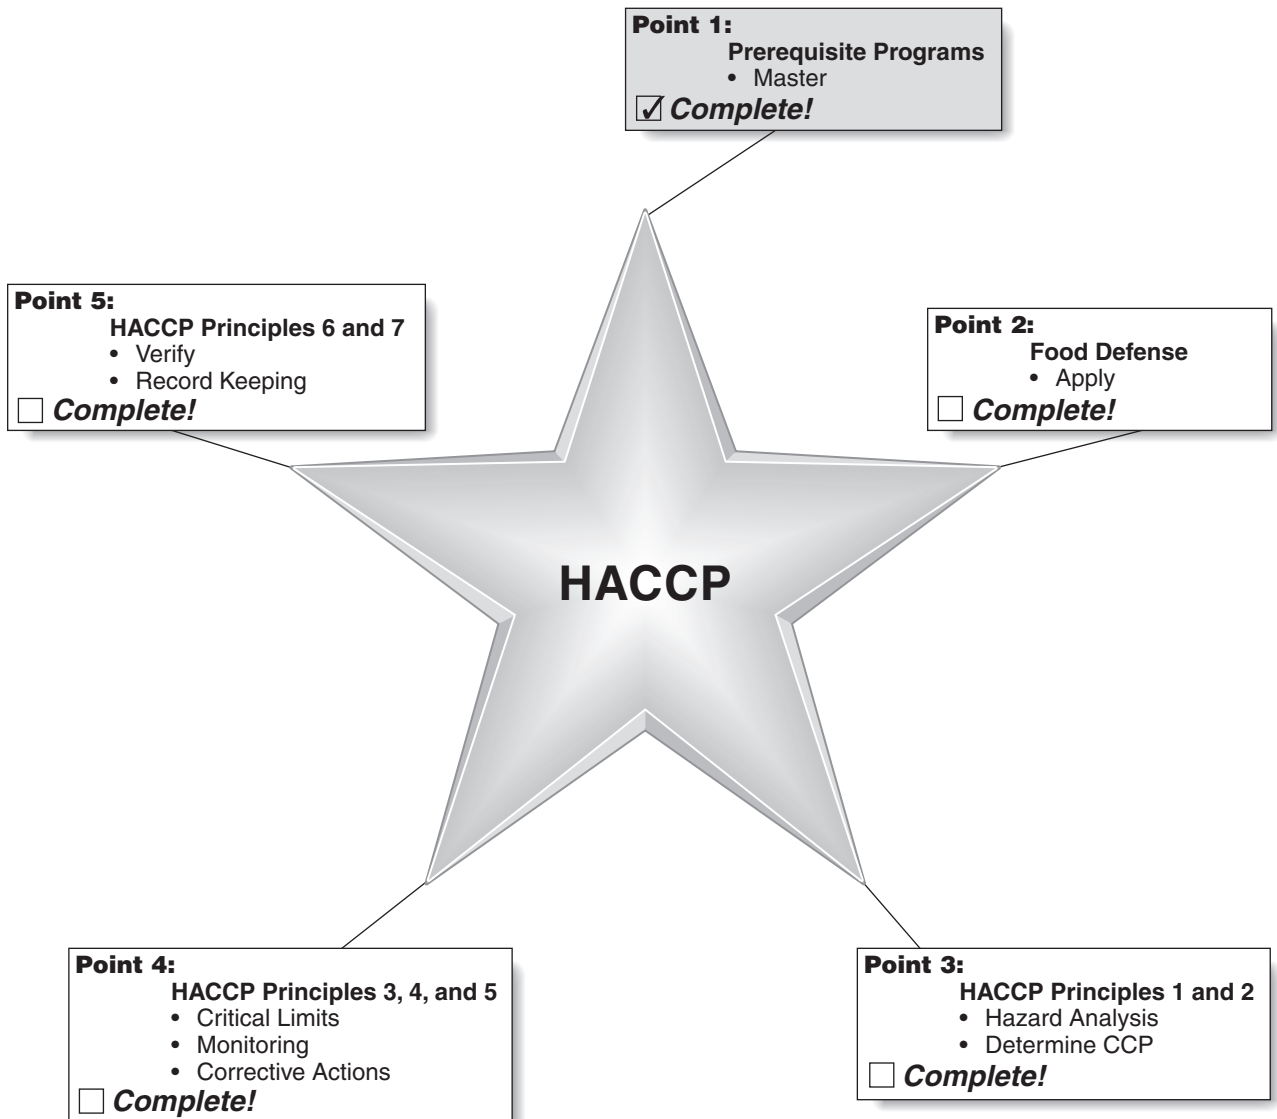 Point 1:
Prerequisite Programs
• Master
☑ Complete!
Point 5:
HACCP Principles 6 and 7
• Verify
• Record Keeping
☐ Complete!
Point 2:
Food Defense
• Apply
☐ Complete!
HACCP
Point 4:
HACCP Principles 3, 4, and 5
• Critical Limits
• Monitoring
• Corrective Actions
☐ Complete!
Point 3:
HACCP Principles 1 and 2
• Hazard Analysis
• Determine CCP
☐ Complete!